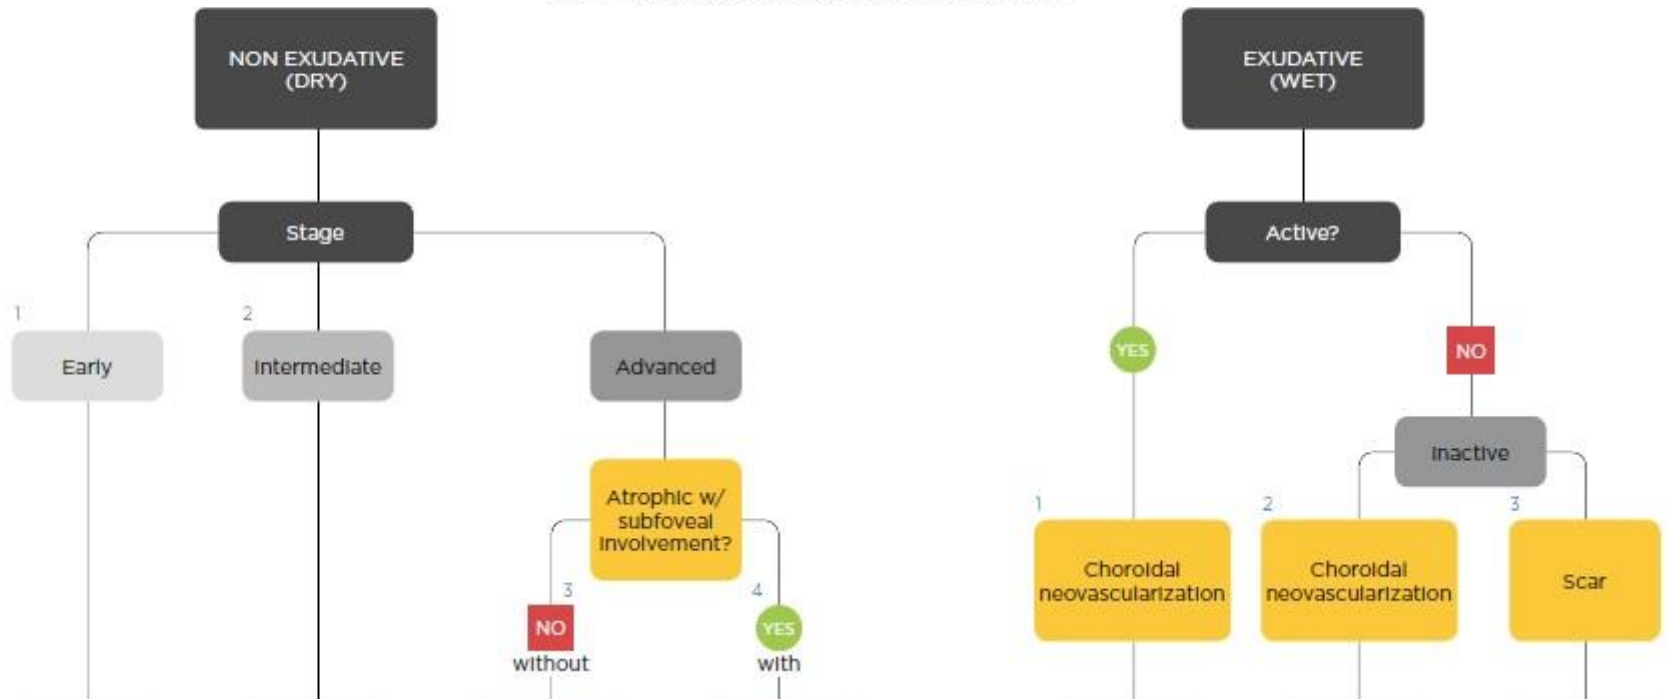 NON EXUDATIVE
(DRY)
EXUDATIVE
(WET)
Stage
Active?
1
2
Early
Intermediate
Advanced
YES
NO
Inactive
Atrophic w/
subfoveal
involvement?
1
2
3
Choroidal
neovascularization
Choroidal
neovascularization
Scar
3
4
NO
YES
without
with